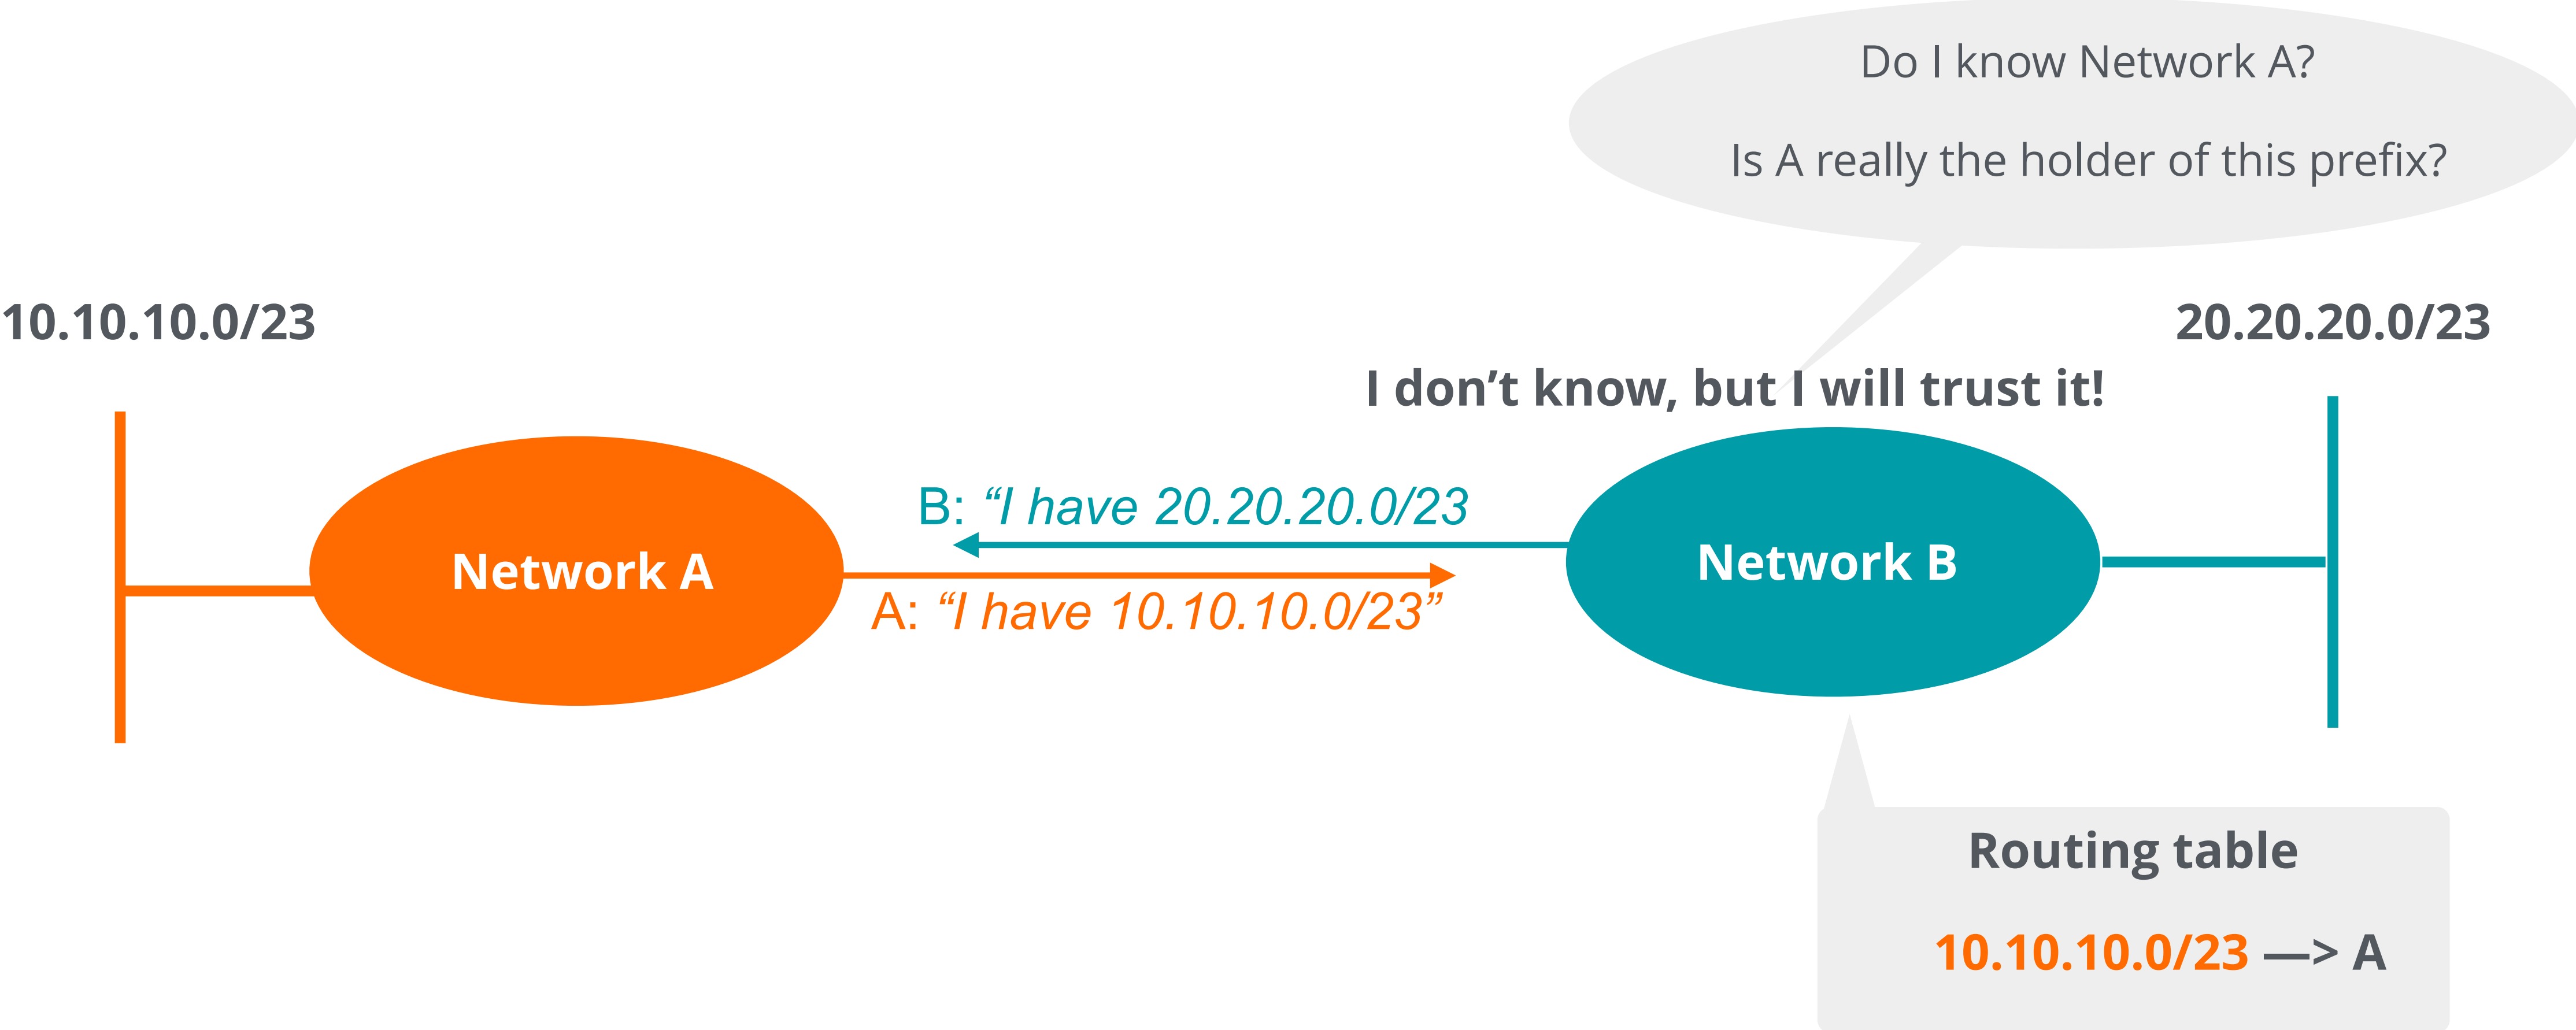 Do I know Network A?
Is A really the holder of this prefix?
10.10.10.0/23
20.20.20.0/23
I don’t know, but I will trust it!
B: “I have 20.20.20.0/23
Network A
Network B
A: “I have 10.10.10.0/23”
Routing table
10.10.10.0/23 —> A